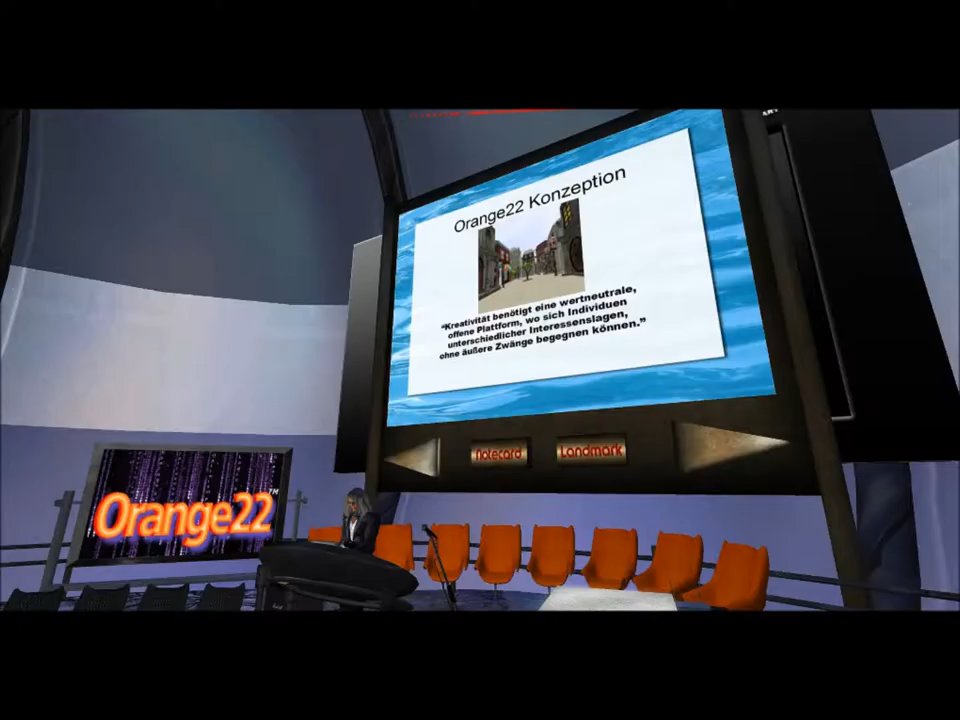 Orange22 Konzeption
“Kreativität benötigt eine wertneutrale,
offene Plattform, wo sich Individuen
unterschiedlicher Interessenslagen,
ohne äußere Zwänge begegnen können.”
Notecard
Landmark
Orange22™